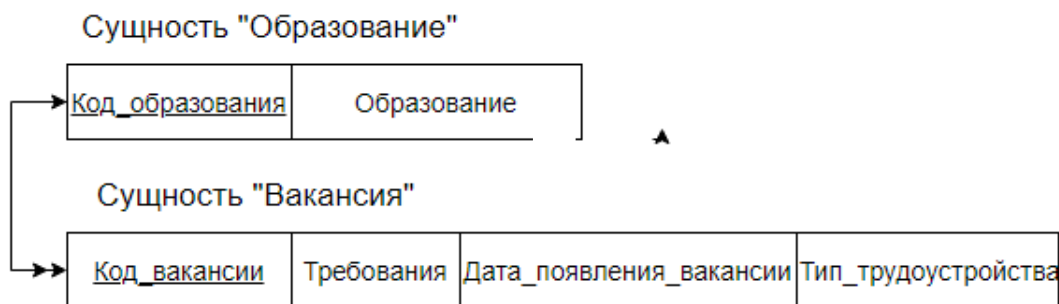 Сущность "Образование"
Код_образования Образование
Сущность "Вакансия"
Код_вакансии Требования Дата_появления_вакансии Тип_трудоустройства